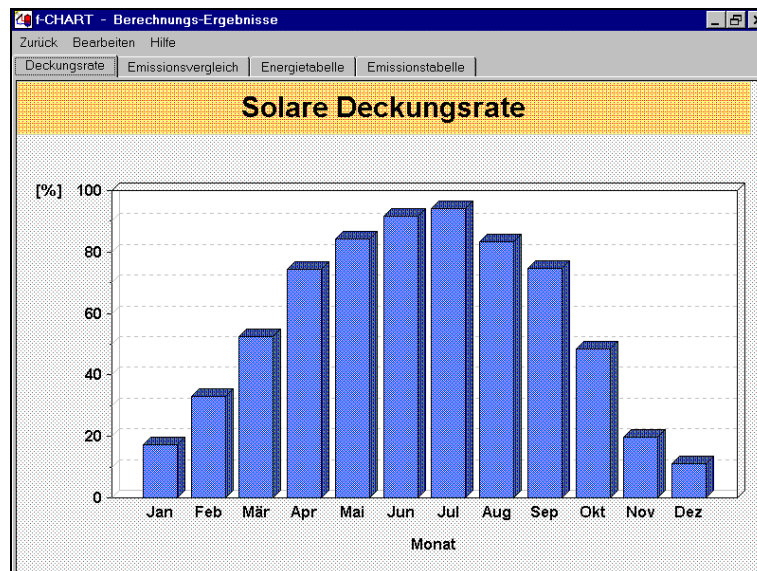 f-CHART - Berechnungs-Ergebnisse
Zurück Bearbeiten Hilfe
Deckungsrate Emissionsvergleich Energietabelle Emissionstabelle
Solare Deckungsrate
[%]
100
80
60
40
20
0
Jan Feb Mär Apr Mai Jun Jul Aug Sep Okt Nov Dez
Monat